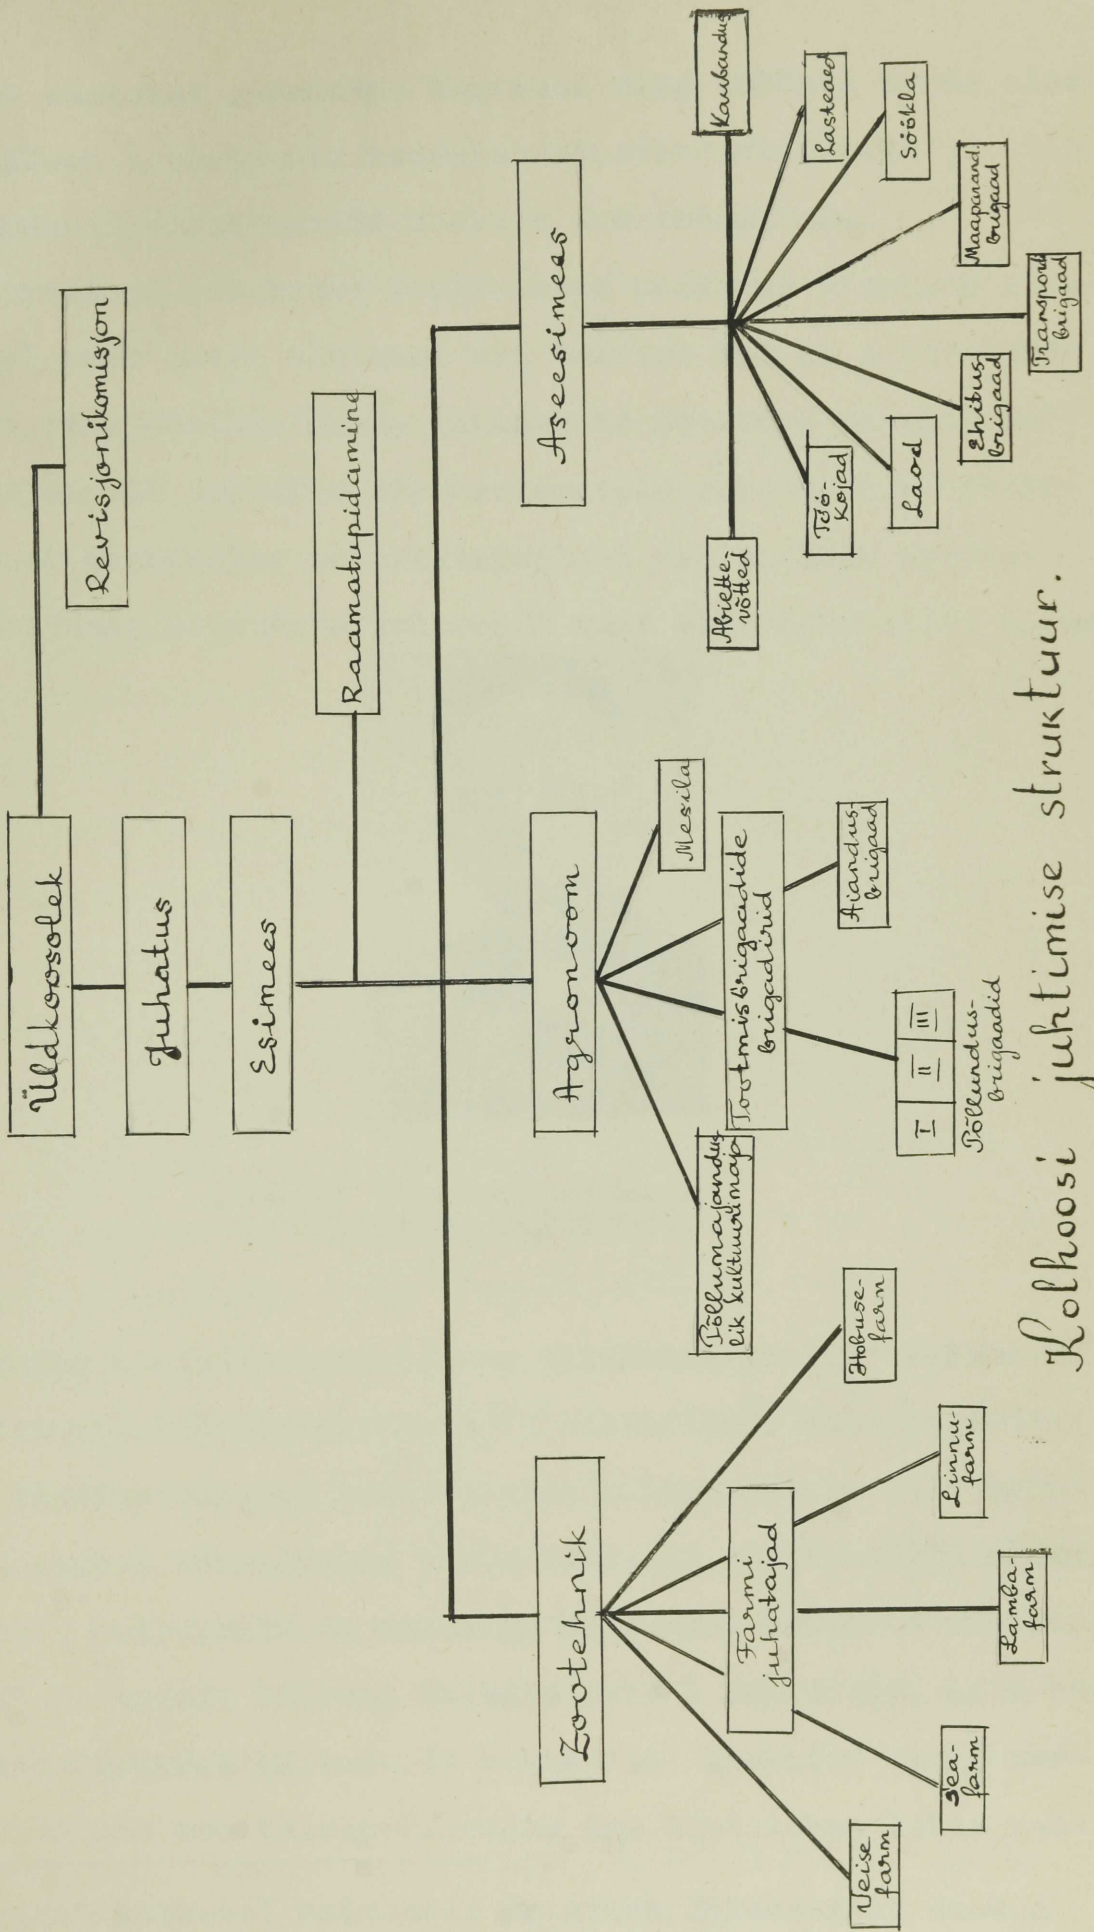 Üldkoosolek
Revisjonikomisjon
Juhatus
Esimees
Raamatupidamine
Zootehnik
Agronoom
Aseesimees
Veise
farm
Sea-
farm
Farmi
juhatajad
Lamba-
farm
Linnu-
farm
Hobuse-
farm
Põllumajandus
lik kultuurimaja
Tootmisbrigaadide
brigadirid
Mesila
I II III
Põllundus-
brigaadid
Aiandus-
brigaad
Abiette-
võtted
Töö-
kojad
Laod
Ehitus-
brigaad
Transpordi
brigaad
Maaparand.
brigaad
Söökla
Lasteaed
Kaubandus
Kolhoosi juhtimise struktuur.